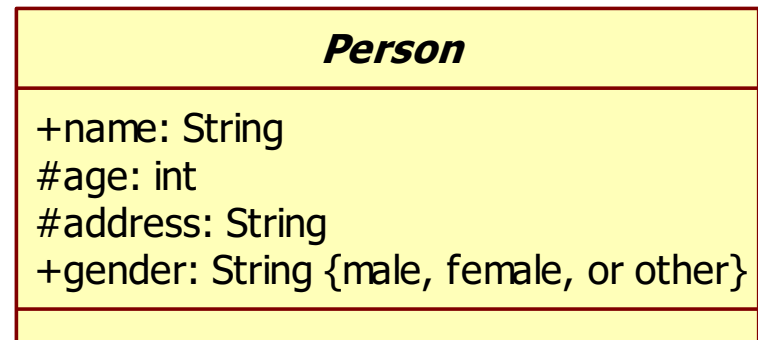 Person
+name: String
#age: int
#address: String
+gender: String {male, female, or other}